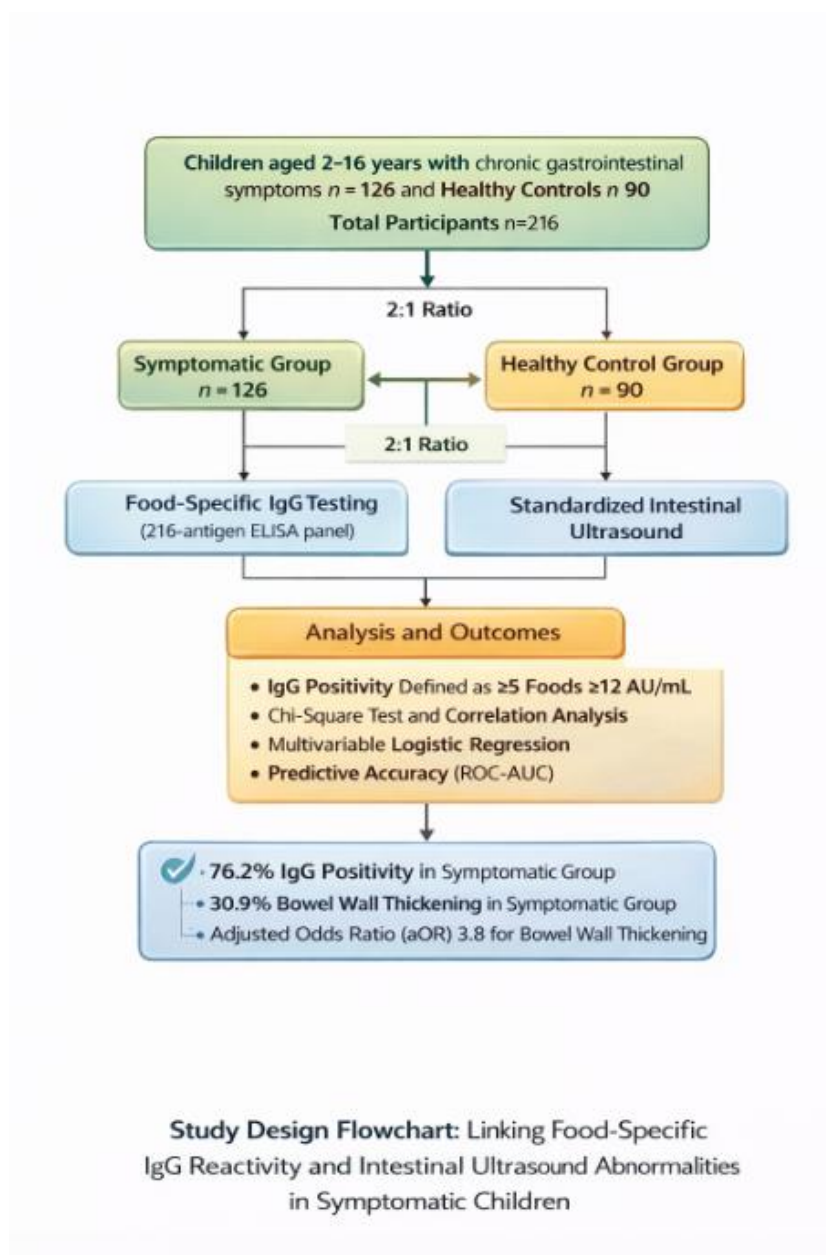 Children aged 2–16 years with chronic gastrointestinal
symptoms n = 126 and Healthy Controls n 90
Total Participants n=216
2:1 Ratio
Symptomatic Group
n = 126
Healthy Control Group
n = 90
2:1 Ratio
Food-Specific IgG Testing
(216-antigen ELISA panel)
Standardized Intestinal
Ultrasound
Analysis and Outcomes
• IgG Positivity Defined as ≥5 Foods ≥12 AU/mL
• Chi-Square Test and Correlation Analysis
• Multivariable Logistic Regression
• Predictive Accuracy (ROC-AUC)
• 76.2% IgG Positivity in Symptomatic Group
• 30.9% Bowel Wall Thickening in Symptomatic Group
• Adjusted Odds Ratio (aOR) 3.8 for Bowel Wall Thickening
Study Design Flowchart: Linking Food-Specific
IgG Reactivity and Intestinal Ultrasound Abnormalities
in Symptomatic Children